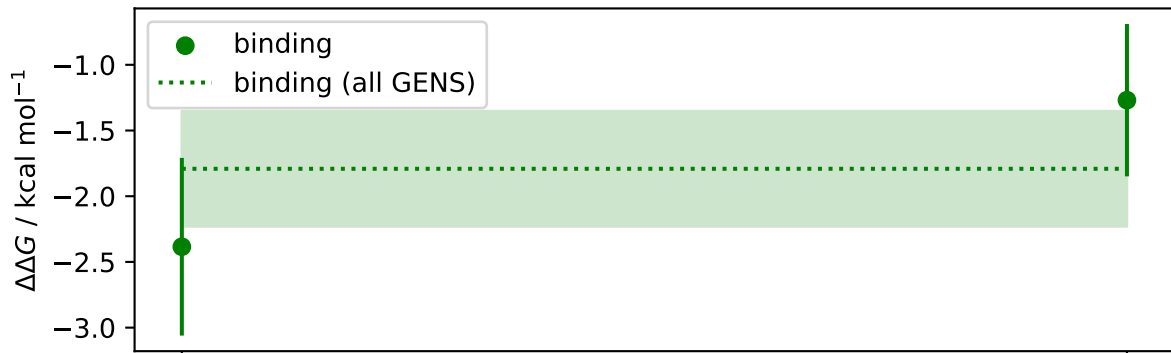 binding
binding (all GENS)
−1.0
−1.5
−2.0
−2.5
−3.0
ΔΔG / kcal mol⁻¹